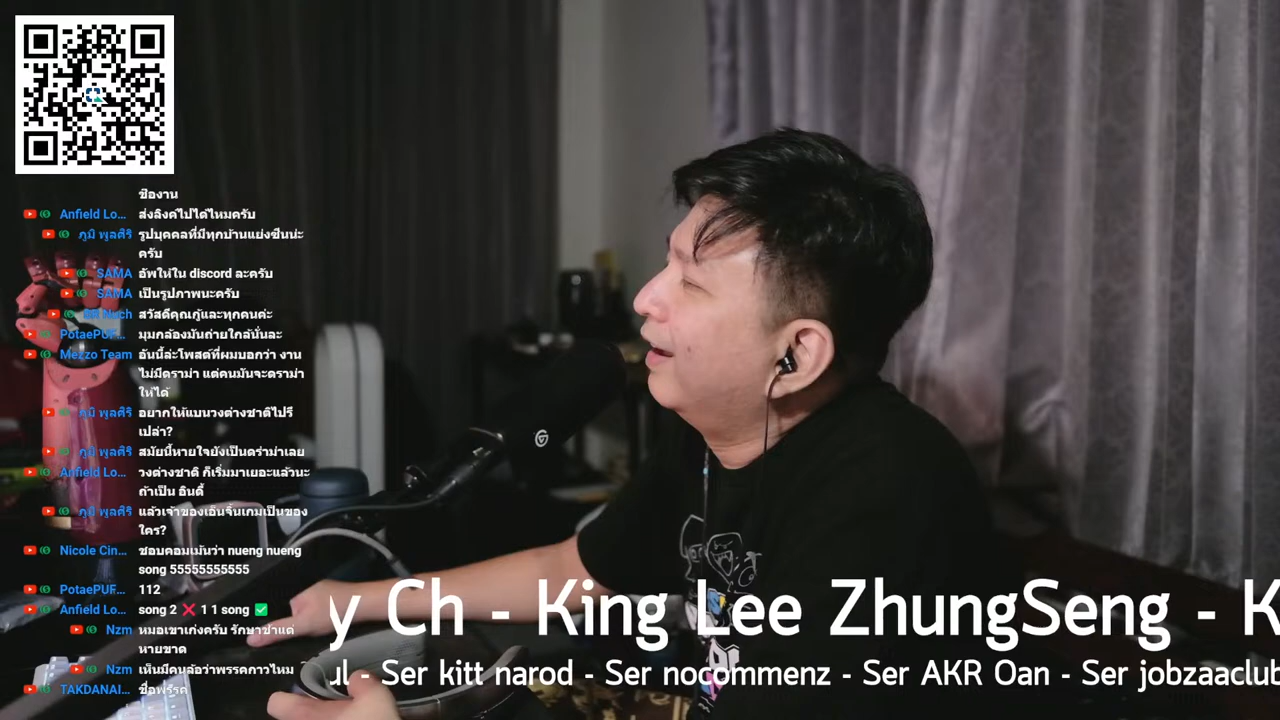 ชื่องาน
Anfield Lo... ส่งลิงค์ไปได้ไหมครับ
ภูมิ พูลศิริ รูปบุคคลที่มีทุกบ้านแย่งซีนน่ะ
ครับ
SAMA อัพให้ใน discord ละครับ
SAMA เป็นรูปภาพนะครับ
Nuch สวัสดีคุณภู้และทุกคนค่ะ
PotaePUF... มุมกล้องมันถ่ายใกล้นั่นละ
Mezzo Team อันนี้ล่ะโพสต์ที่ผมบอกว่า งาน
ไม่มีดราม่า แต่คนมันจะดราม่า
ให้ได้
ภูมิ พูลศิริ อยากให้แบนวงต่างชาติไปรึ
เปล่า?
ภูมิ พูลศิริ สมัยนี้หายใจยังเป็นดร่าม่าเลย
Anfield Lo... วงต่างชาติ ก็เริ่มมาเยอะแล้วนะ
ถ้าเป็น อินดี้
ภูมิ พูลศิริ แล้วเจ้าของเอ็นจิ้นเกมเป็นของ
ใคร?
Nicole Cin... ชอบคอมเม้นว่า nueng nueng
song 55555555555
PotaePUF... 112
Anfield Lo... song 2 ❌ 1 1 song ✅
Nzm หมอเขาเก่งครับ รักษาขำแต่
หายขาด
Nzm เห็นมีคนล้อว่าพรรคกาวไหม
TAKDANAI... ชื่อพรรค
y Ch - King Lee ZhungSeng - K
ul - Ser kitt narod - Ser nocommenz - Ser AKR Oan - Ser jobzaaclub